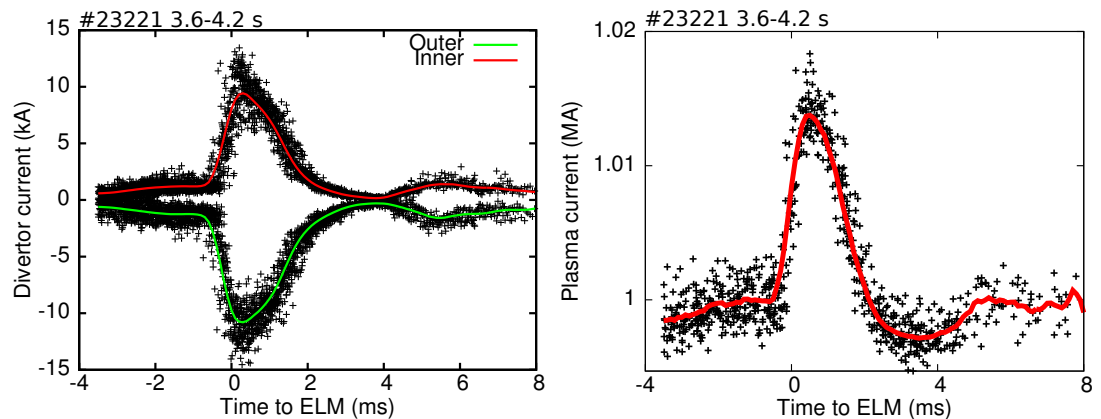 #23221 3.6-4.2 s
15
10
5
0
-5
-10
-15
-4
-2
0
2
4
6
8
Divertor current (kA)
Time to ELM (ms)
Outer
Inner
#23221 3.6-4.2 s
1.02
1.01
1
-4
0
4
8
Plasma current (MA)
Time to ELM (ms)